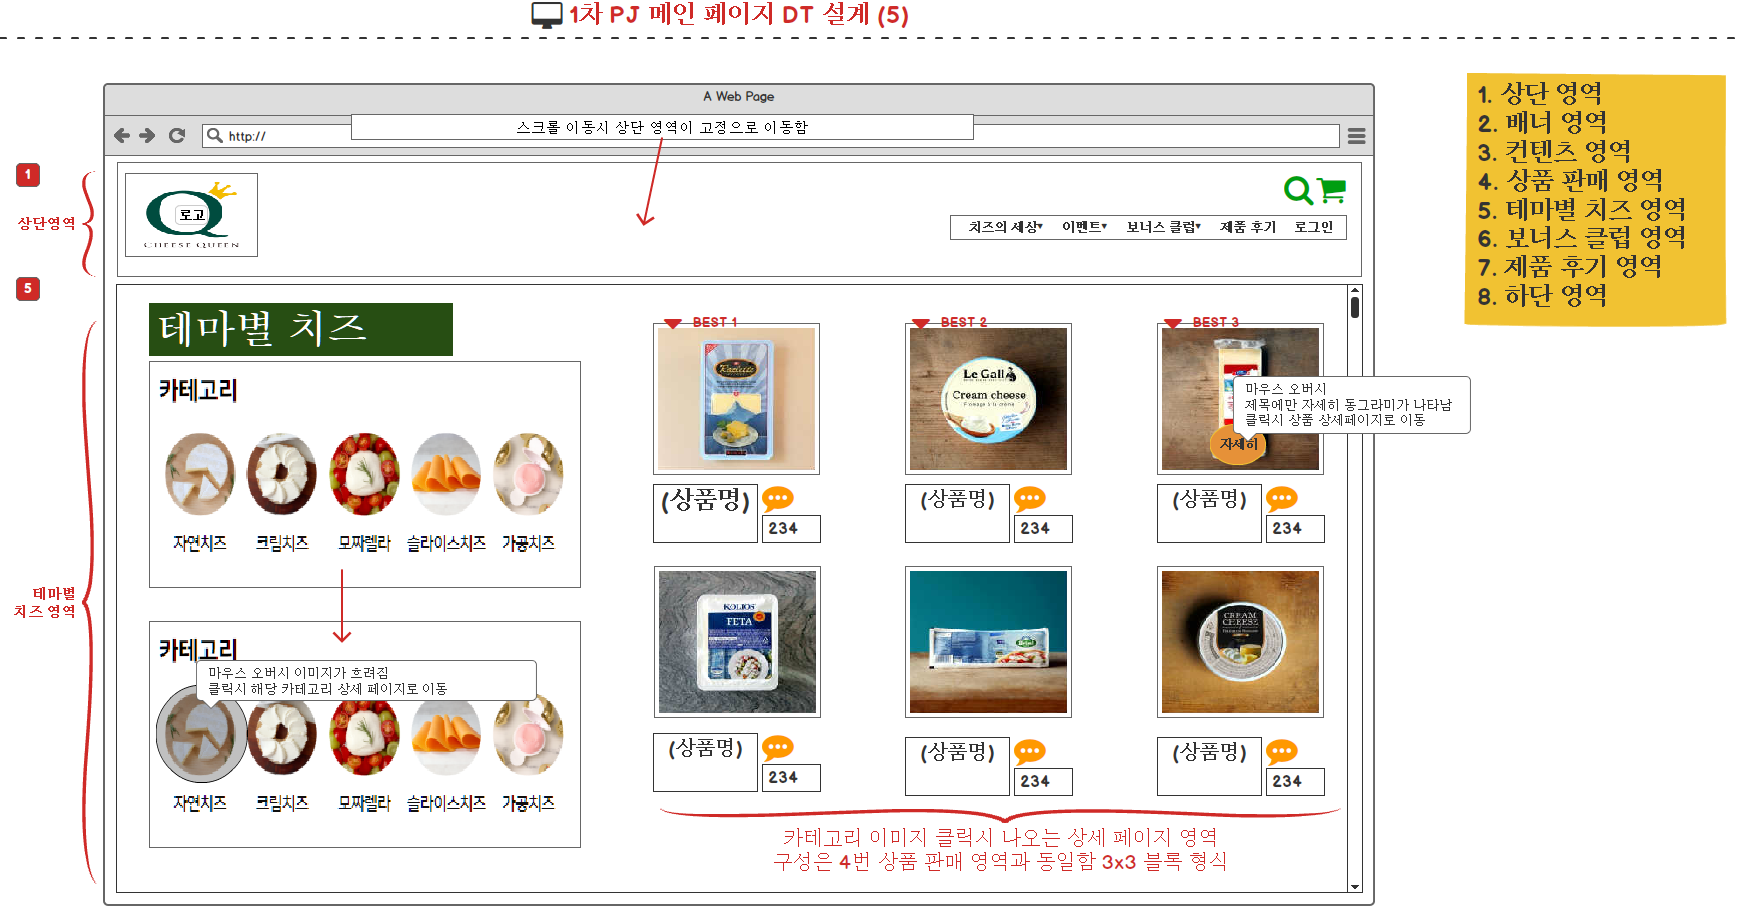 1차 PJ 메인 페이지 DT 설계 (5)
A Web Page
http://
스크롤 이동시 상단 영역이 고정으로 이동함
1. 상단 영역
2. 배너 영역
3. 컨텐츠 영역
4. 상품 판매 영역
5. 테마별 치즈 영역
6. 보너스 클럽 영역
7. 제품 후기 영역
8. 하단 영역
1
상단영역
로고
CHEESE QUEEN
치즈의 세상▾ 이벤트▾ 보너스 클럽▾ 제품 후기 로그인
5
테마별
치즈 영역
테마별 치즈
카테고리
자연치즈 크림치즈 모짜렐라 슬라이스치즈 가공치즈
카테고리
마우스 오버시 이미지가 흐려짐
클릭시 해당 카테고리 상세 페이지로 이동
자연치즈 크림치즈 모짜렐라 슬라이스치즈 가공치즈
BEST 1 BEST 2 BEST 3
Raclette
Le Gall
Cream cheese
마우스 오버시
제목에만 자세히 동그라미가 나타남
클릭시 상품 상세페이지로 이동
자세히
(상품명) (상품명) (상품명)
234 234 234
KOLIOS
FETA
CREAM
CHEESE
(상품명) (상품명) (상품명)
234 234 234
카테고리 이미지 클릭시 나오는 상세 페이지 영역
구성은 4번 상품 판매 영역과 동일함 3x3 블록 형식